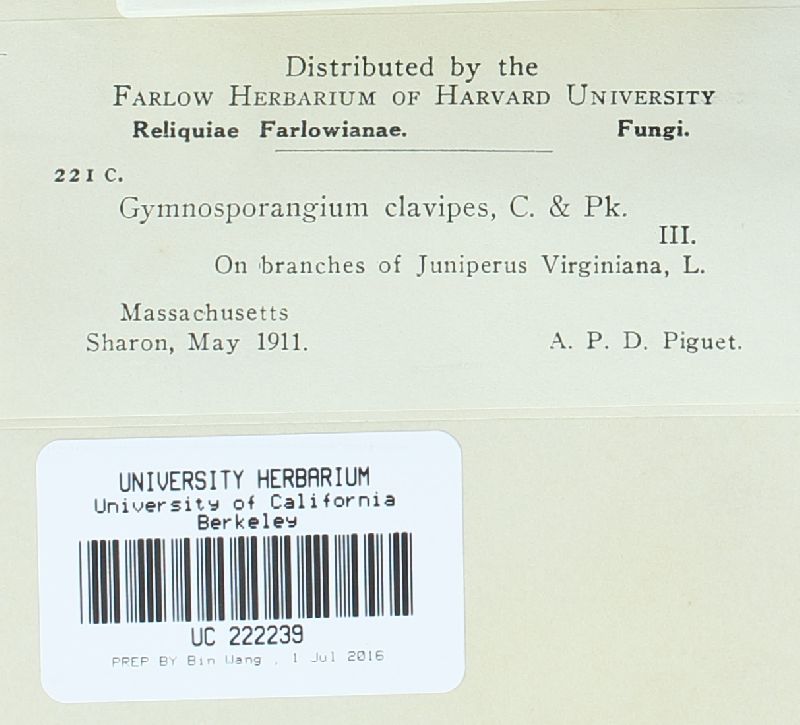 Distributed by the
FARLOW HERBARIUM OF HARVARD UNIVERSITY
Reliquiae Farlowianae. Fungi.
221 C.
Gymnosporangium clavipes, C. & Pk.
III.
On branches of Juniperus Virginiana, L.
Massachusetts
Sharon, May 1911. A. P. D. Piguet.
UNIVERSITY HERBARIUM
University of California
Berkeley
UC 222239
PREP BY Bin Wang , 1 Jul 2016